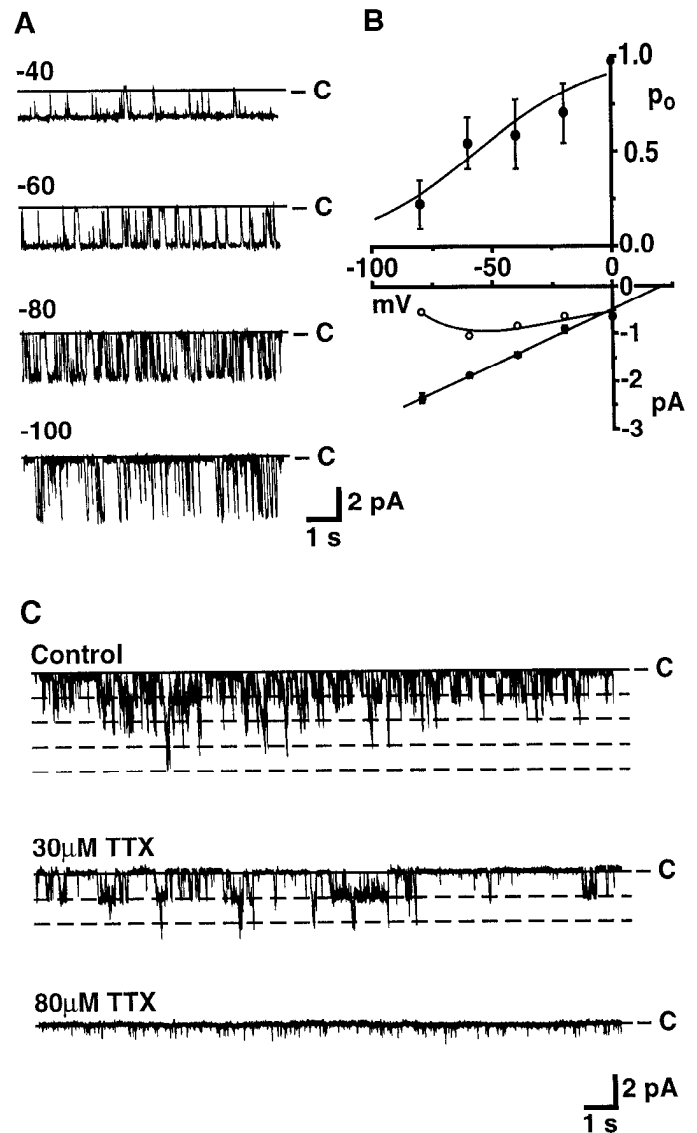 A
-40
– C
-60
– C
-80
– C
-100
– C
2 pA
1 s
B
1.0
po
0.5
0.0
-100
-50
0
mV
0
-1
-2
pA
-3
C
Control
– C
30μM TTX
– C
80μM TTX
– C
2 pA
1 s